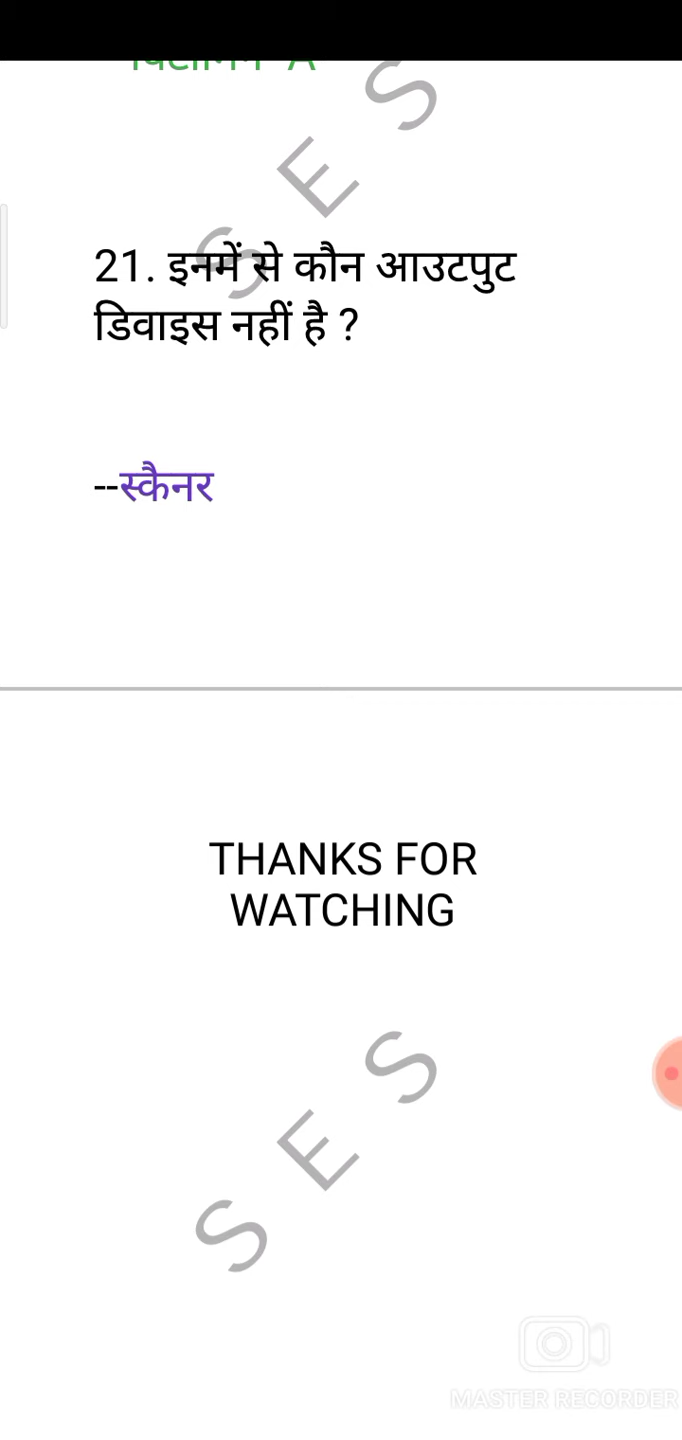 S E S
21. इनमें से कौन आउटपुट
डिवाइस नहीं है ?
--स्कैनर
THANKS FOR
WATCHING
S E S
MASTER RECORDER